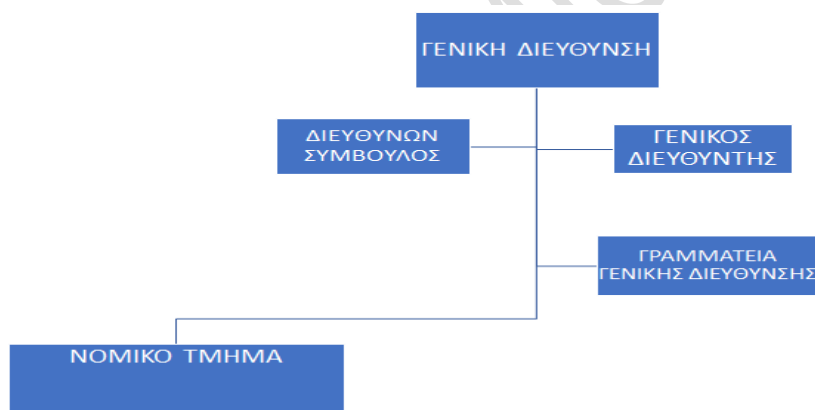 ΓΕΝΙΚΗ ΔΙΕΥΘΥΝΣΗ
ΔΙΕΥΘΥΝΩΝ
ΣΥΜΒΟΥΛΟΣ
ΓΕΝΙΚΟΣ
ΔΙΕΥΘΥΝΤΗΣ
ΓΡΑΜΜΑΤΕΙΑ
ΓΕΝΙΚΗΣ ΔΙΕΥΘΥΝΣΗΣ
ΝΟΜΙΚΟ ΤΜΗΜΑ